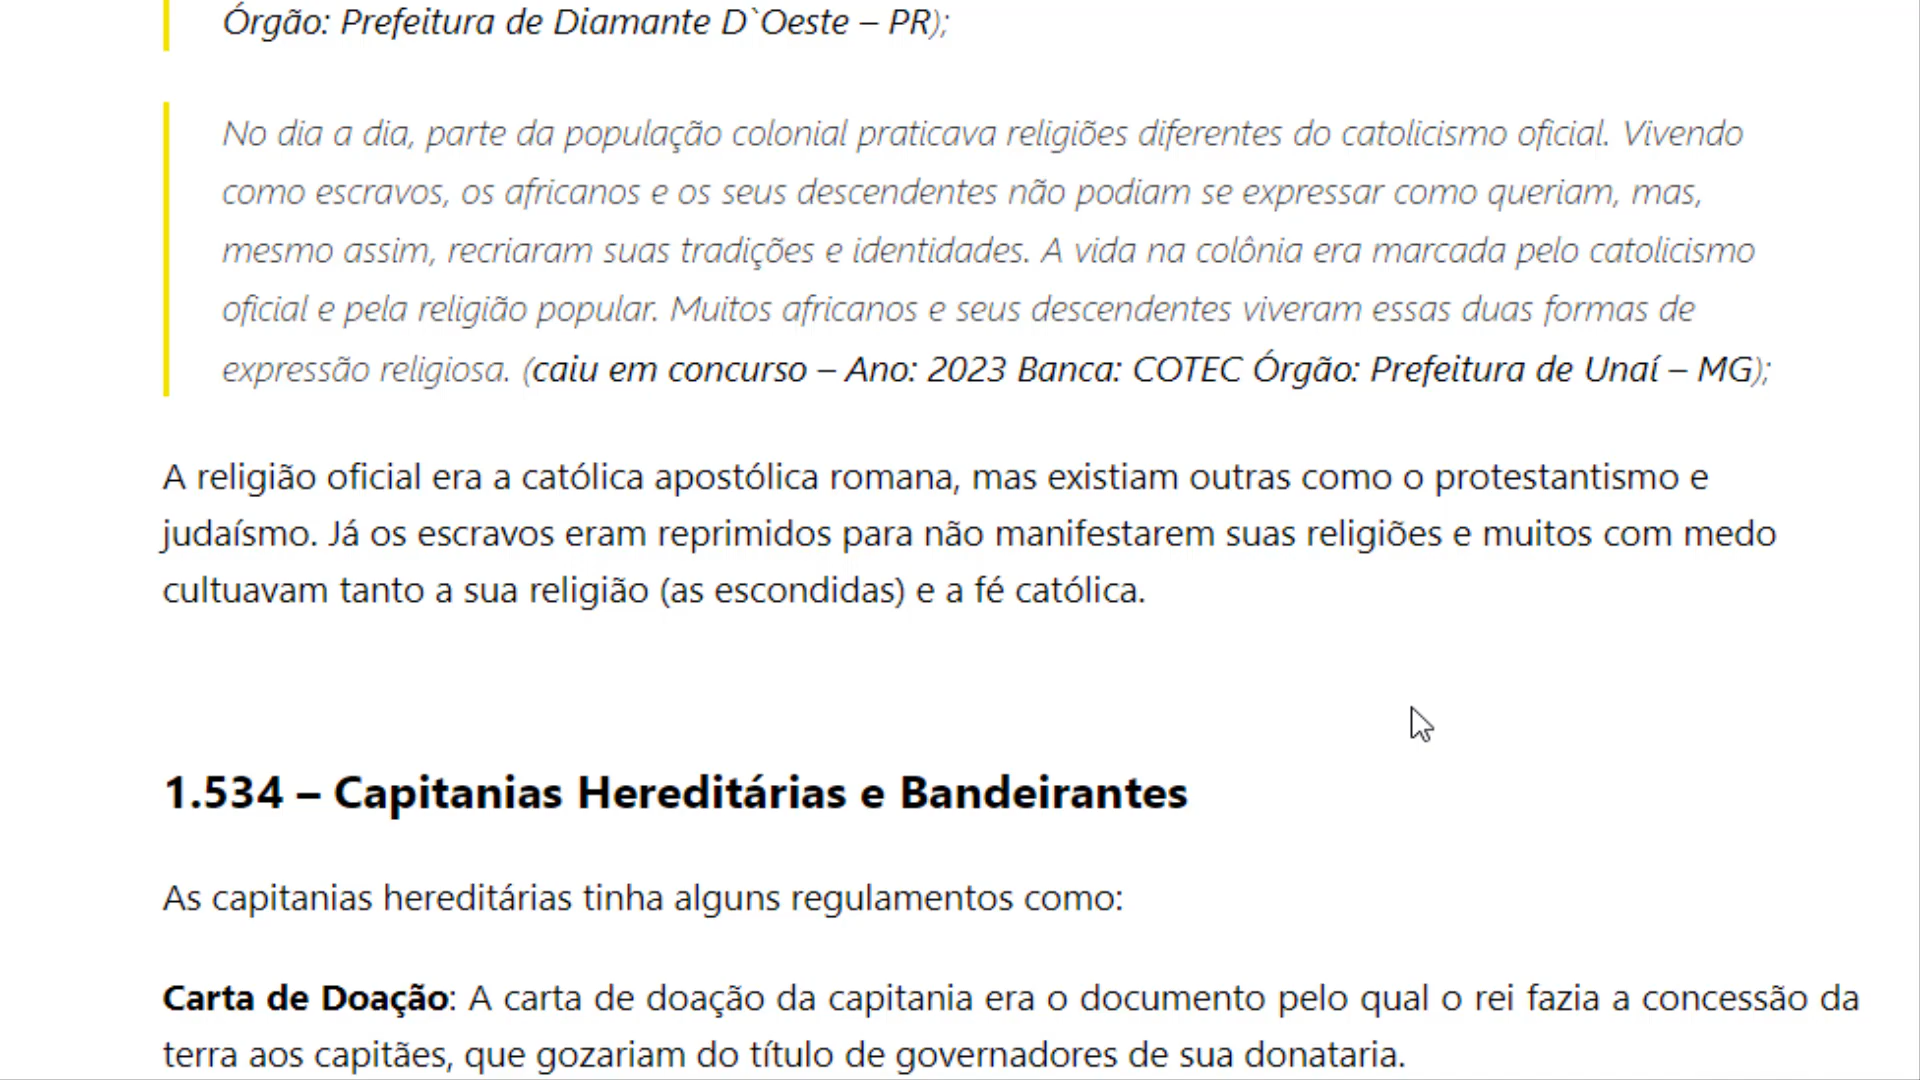 Órgão: Prefeitura de Diamante D`Oeste – PR);
No dia a dia, parte da população colonial praticava religiões diferentes do catolicismo oficial. Vivendo
como escravos, os africanos e os seus descendentes não podiam se expressar como queriam, mas,
mesmo assim, recriaram suas tradições e identidades. A vida na colônia era marcada pelo catolicismo
oficial e pela religião popular. Muitos africanos e seus descendentes viveram essas duas formas de
expressão religiosa. (caiu em concurso – Ano: 2023 Banca: COTEC Órgão: Prefeitura de Unaí – MG);
A religião oficial era a católica apostólica romana, mas existiam outras como o protestantismo e
judaísmo. Já os escravos eram reprimidos para não manifestarem suas religiões e muitos com medo
cultuavam tanto a sua religião (as escondidas) e a fé católica.
1.534 – Capitanias Hereditárias e Bandeirantes
As capitanias hereditárias tinha alguns regulamentos como:
Carta de Doação: A carta de doação da capitania era o documento pelo qual o rei fazia a concessão da
terra aos capitães, que gozariam do título de governadores de sua donataria.